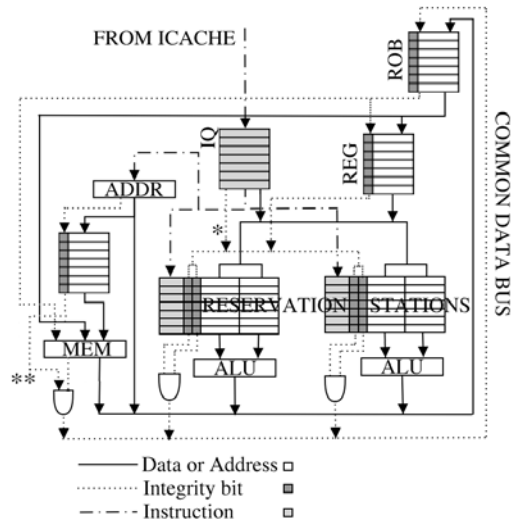 FROM ICACHE
ROB
IQ
REG
COMMON DATA BUS
ADDR
*
RESERVATION STATIONS
MEM
ALU
ALU
**
Data or Address
Integrity bit
Instruction